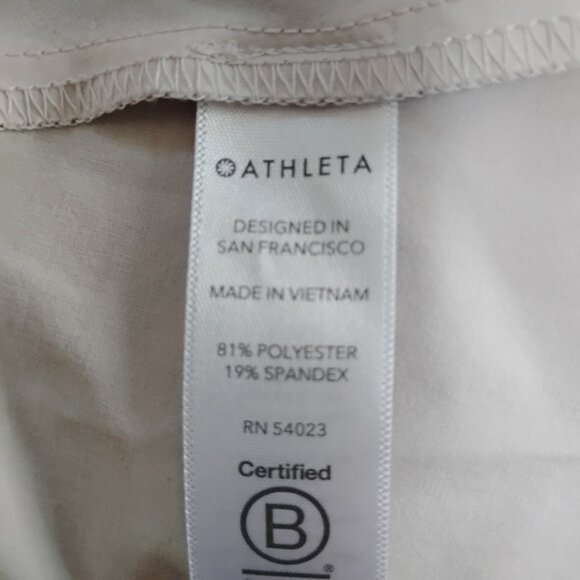 ATHLETA
DESIGNED IN
SAN FRANCISCO
MADE IN VIETNAM
81% POLYESTER
19% SPANDEX
RN 54023
Certified
B
®